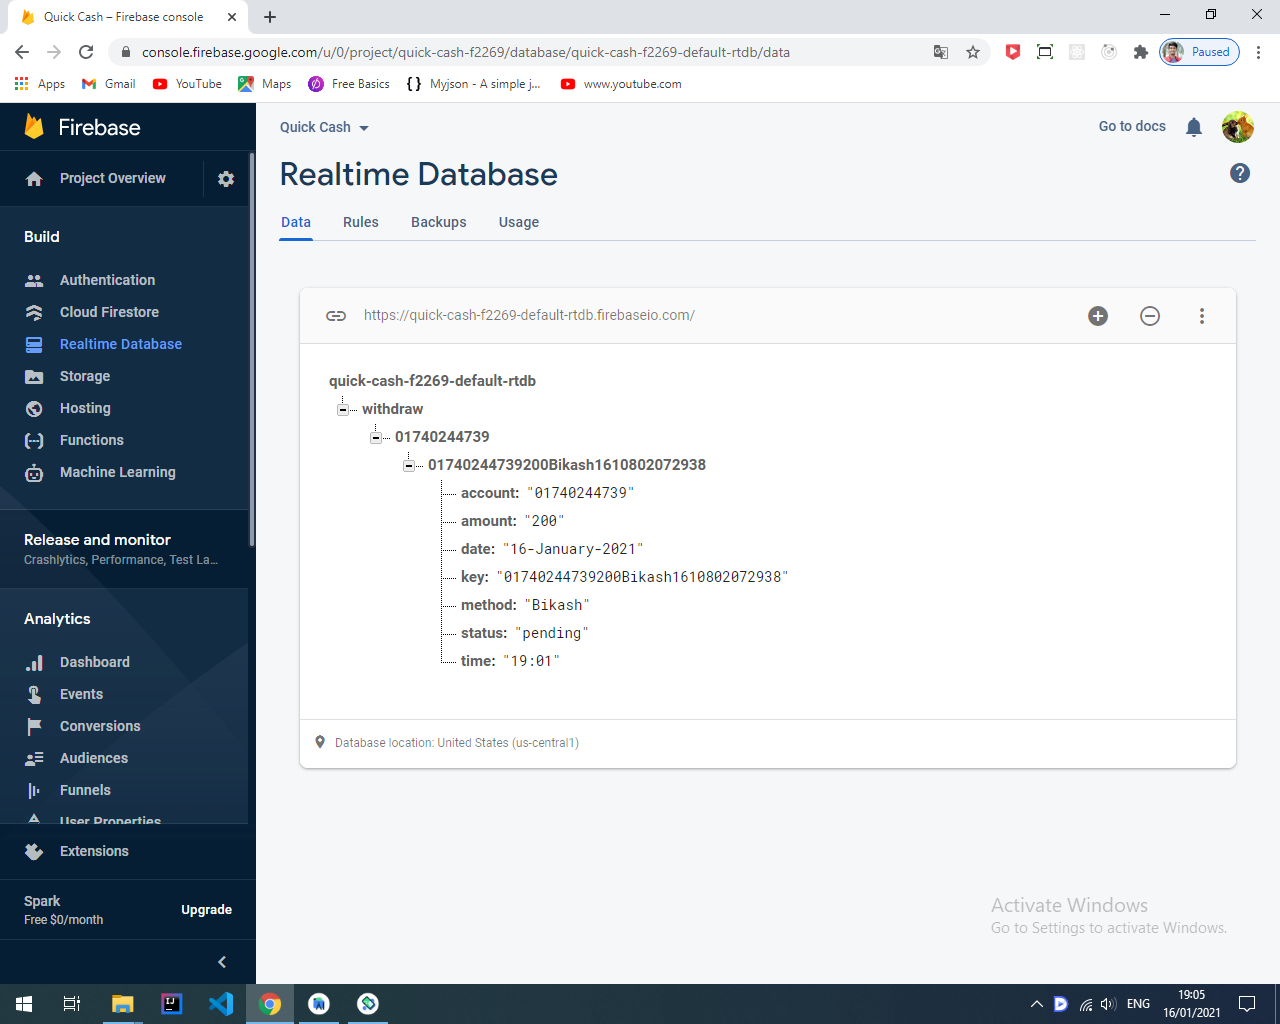 Quick Cash – Firebase console
console.firebase.google.com/u/0/project/quick-cash-f2269/database/quick-cash-f2269-default-rtdb/data
Paused
Apps
Gmail
YouTube
Maps
Free Basics
Myjson - A simple j...
www.youtube.com
Firebase
Project Overview
Build
Authentication
Cloud Firestore
Realtime Database
Storage
Hosting
Functions
Machine Learning
Release and monitor
Crashlytics, Performance, Test La...
Analytics
Dashboard
Events
Conversions
Audiences
Funnels
User Properties
Extensions
Spark
Free $0/month
Upgrade
Quick Cash
Go to docs
Realtime Database
Data
Rules
Backups
Usage
https://quick-cash-f2269-default-rtdb.firebaseio.com/
quick-cash-f2269-default-rtdb
withdraw
01740244739
01740244739200Bikash1610802072938
account: "01740244739"
amount: "200"
date: "16-January-2021"
key: "01740244739200Bikash1610802072938"
method: "Bikash"
status: "pending"
time: "19:01"
Database location: United States (us-central1)
Activate Windows
Go to Settings to activate Windows.
ENG
19:05
16/01/2021